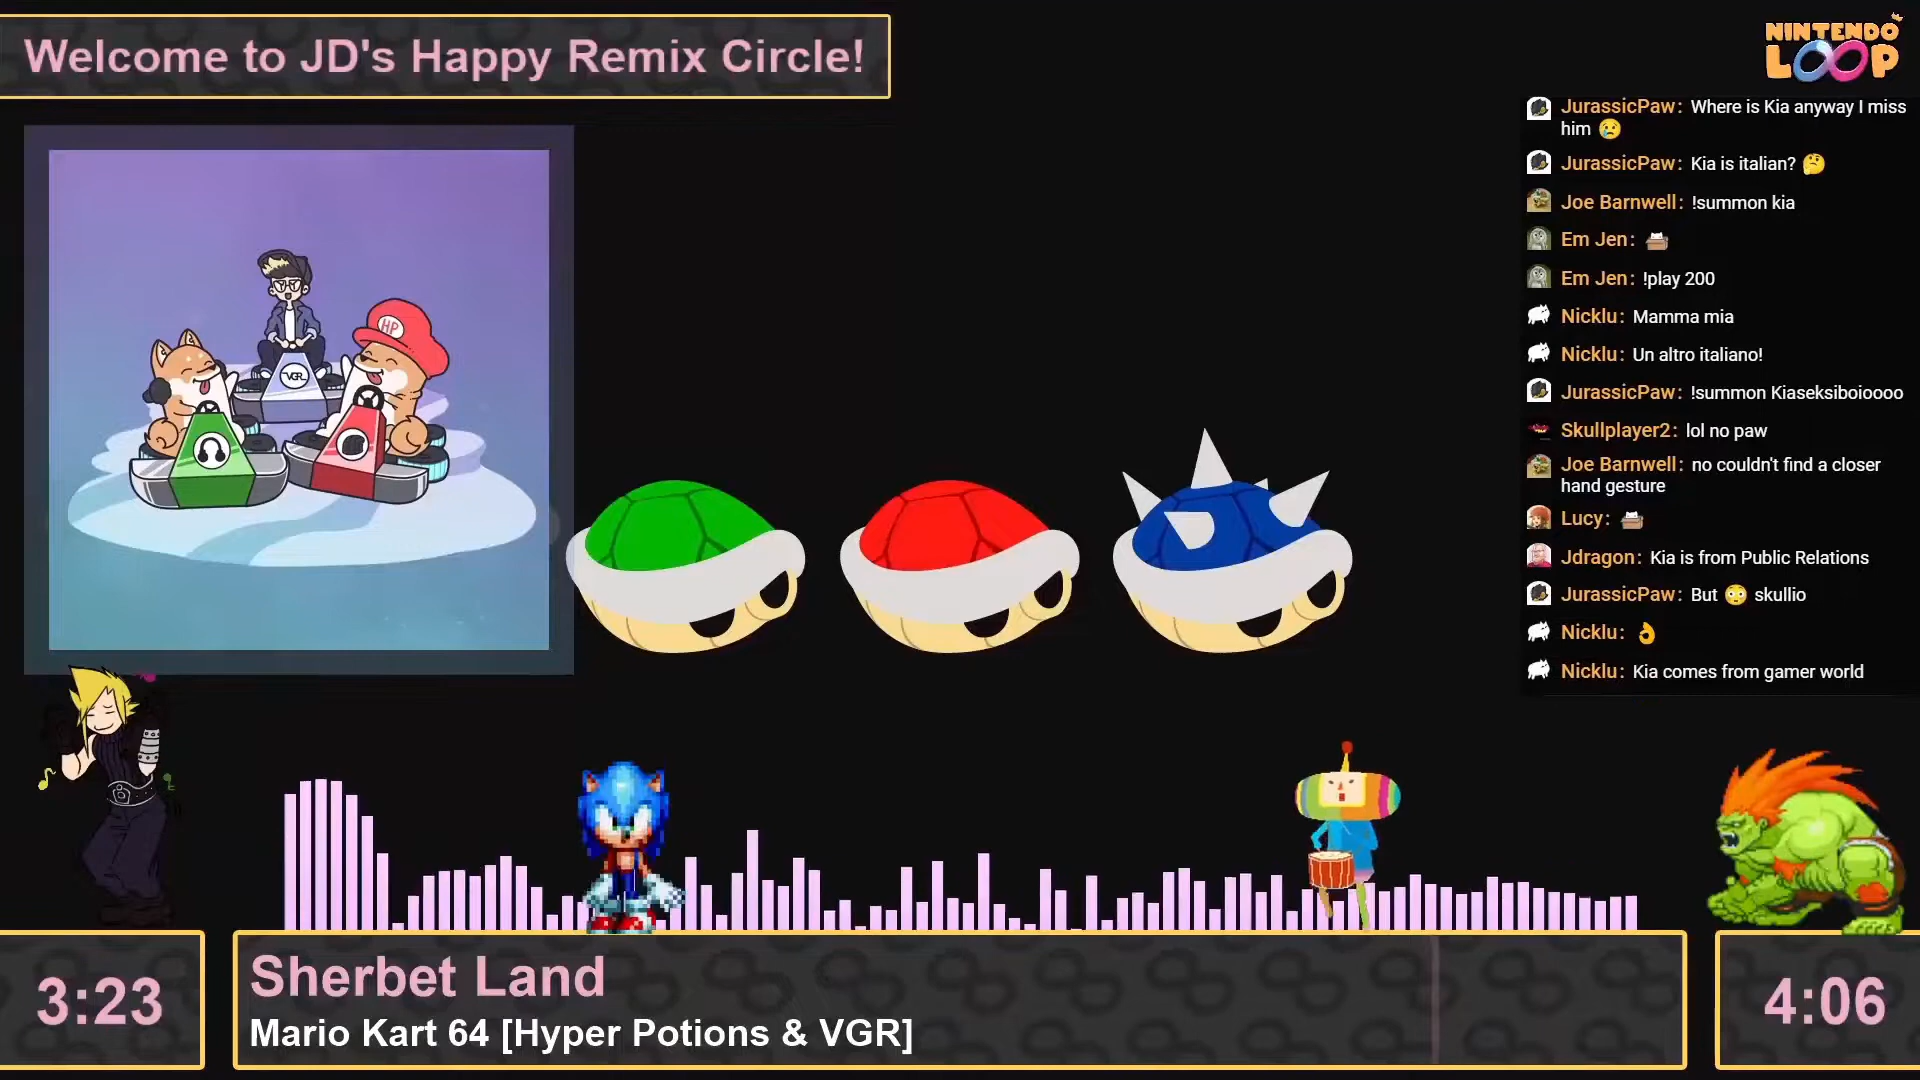 Welcome to JD's Happy Remix Circle!
NINTENDO
LOOP
JurassicPaw: Where is Kia anyway I miss
him 😢
JurassicPaw: Kia is italian? 🤔
Joe Barnwell: !summon kia
Em Jen:
Em Jen: !play 200
Nicklu: Mamma mia
Nicklu: Un altro italiano!
JurassicPaw: !summon Kiaseksiboioooo
Skullplayer2: lol no paw
Joe Barnwell: no couldn't find a closer
hand gesture
Lucy:
Jdragon: Kia is from Public Relations
JurassicPaw: But 😳 skullio
Nicklu: 👌
Nicklu: Kia comes from gamer world
HP
VGR
3:23
Sherbet Land
Mario Kart 64 [Hyper Potions & VGR]
4:06